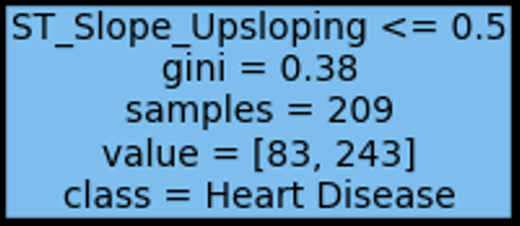 ST_Slope_Upsloping <= 0.5
gini = 0.38
samples = 209
value = [83, 243]
class = Heart Disease